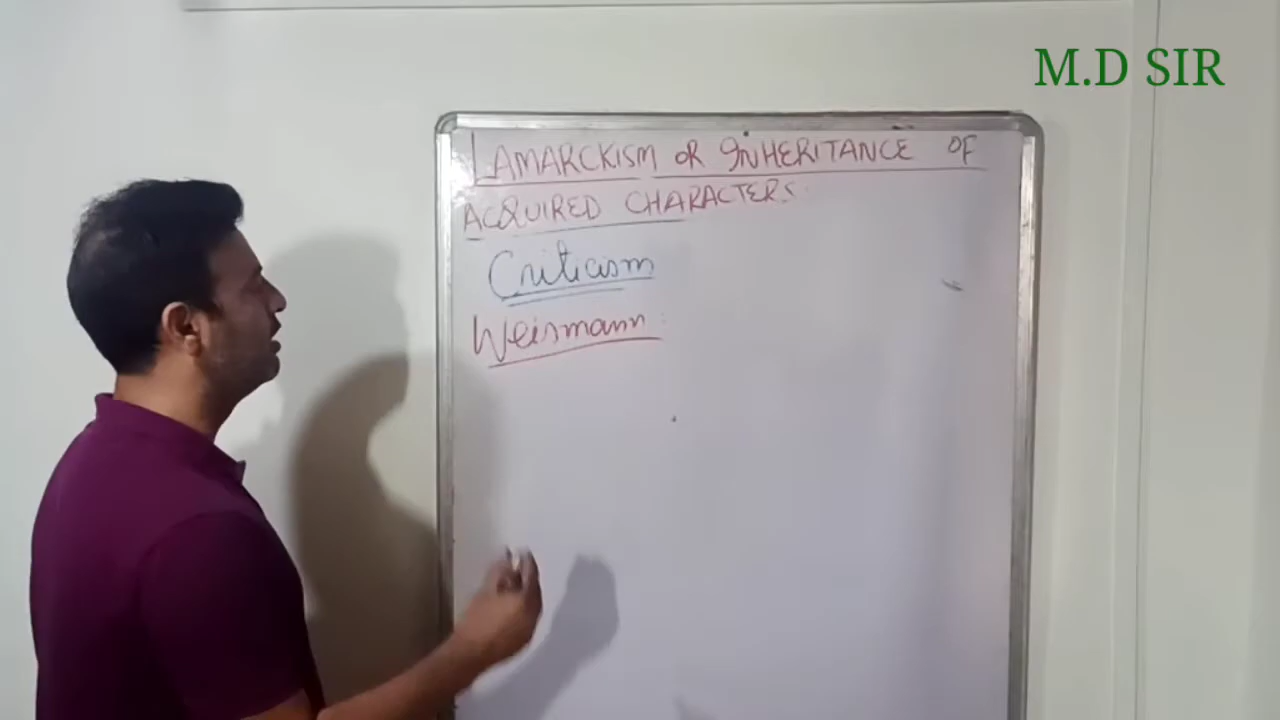 M.D SIR
LAMARCKISM OR INHERITANCE OF
ACQUIRED CHARACTERS.
Criticism
Weismann: